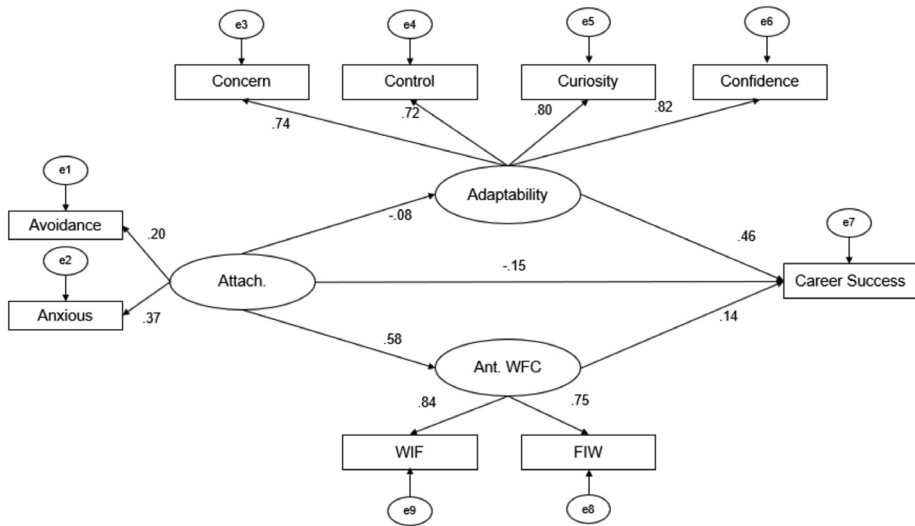 e3
e4
e5
e6
Concern
Control
Curiosity
Confidence
.74
.72
.80
.82
e1
Avoidance
.20
e2
Anxious
.37
Attach.
-.08
Adaptability
.46
e7
-.15
Career Success
.58
Ant. WFC
.14
.84
.75
WIF
FIW
e9
e8